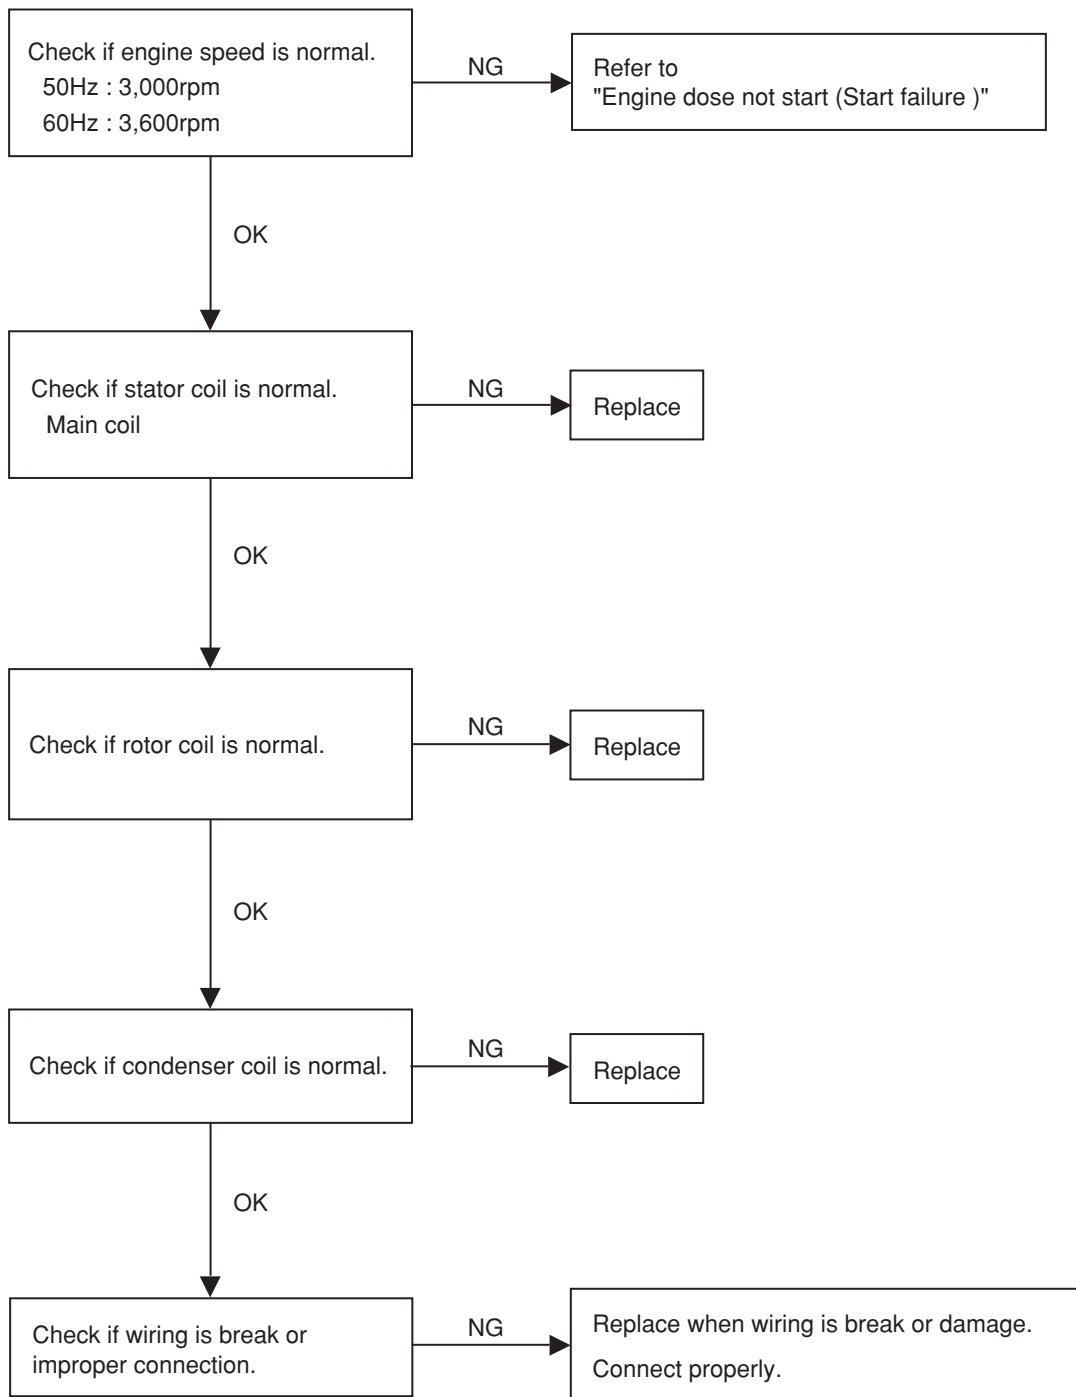 Check if engine speed is normal.
50Hz : 3,000rpm
60Hz : 3,600rpm
NG
Refer to
"Engine dose not start (Start failure )"
OK
Check if stator coil is normal.
Main coil
NG
Replace
OK
Check if rotor coil is normal.
NG
Replace
OK
Check if condenser coil is normal.
NG
Replace
OK
Check if wiring is break or
improper connection.
NG
Replace when wiring is break or damage.
Connect properly.